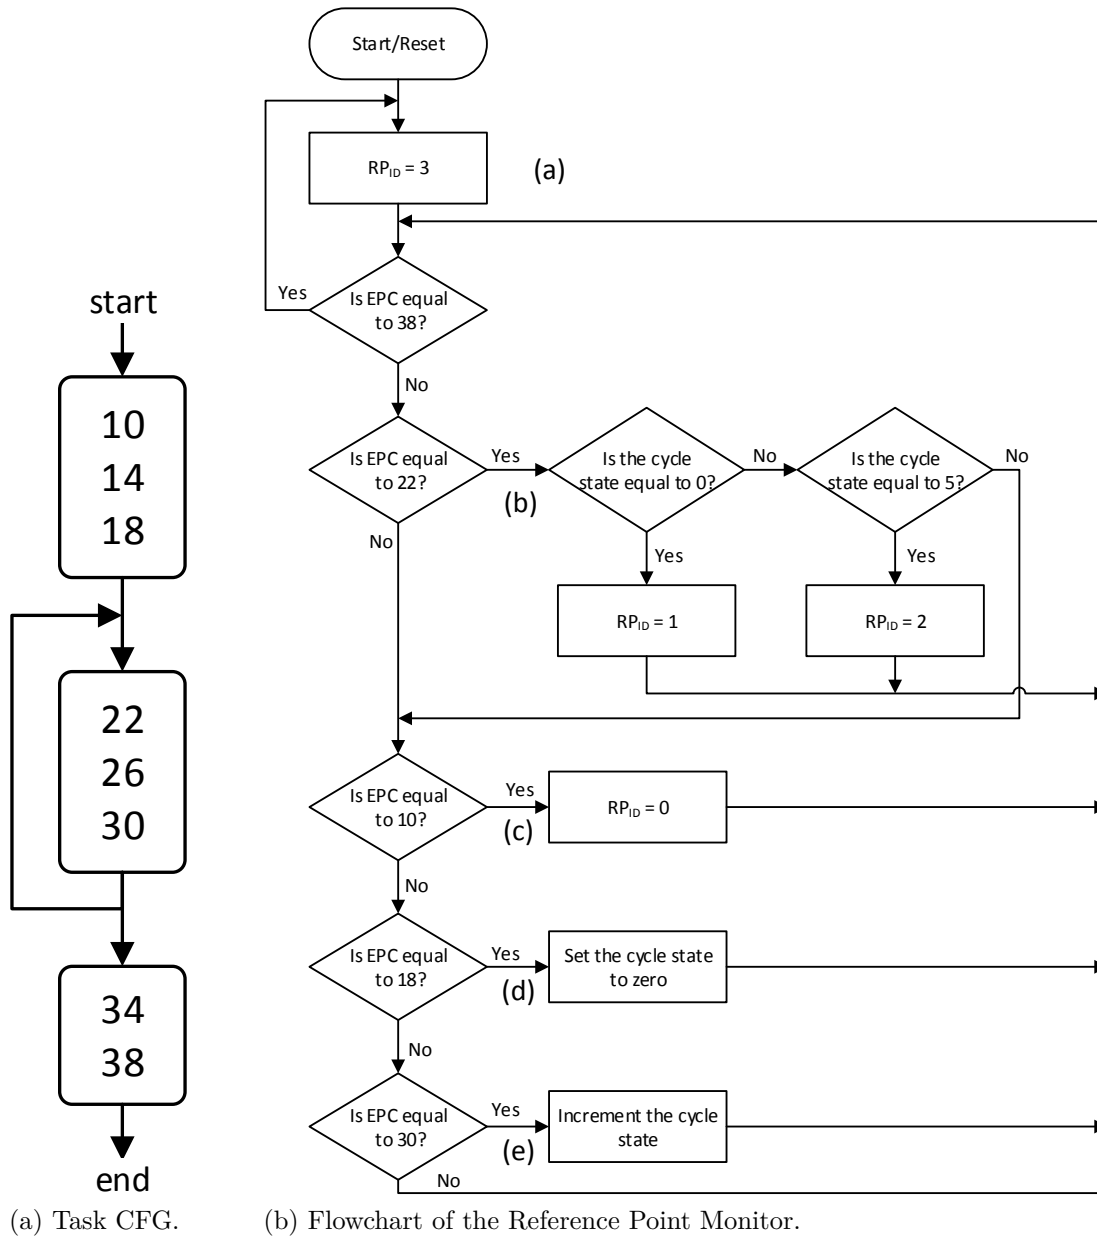 start
10
14
18
22
26
30
34
38
end
(a) Task CFG.
Start/Reset
RP_ID = 3
(a)
Is EPC equal
to 38?
Yes
No
Is EPC equal
to 22?
Yes
(b)
No
Is the cycle
state equal to 0?
No
Yes
Is the cycle
state equal to 5?
No
Yes
RP_ID = 1
RP_ID = 2
Is EPC equal
to 10?
Yes
(c)
RP_ID = 0
No
Is EPC equal
to 18?
Yes
(d)
Set the cycle state
to zero
No
Is EPC equal
to 30?
Yes
(e)
Increment the cycle
state
No
(b) Flowchart of the Reference Point Monitor.